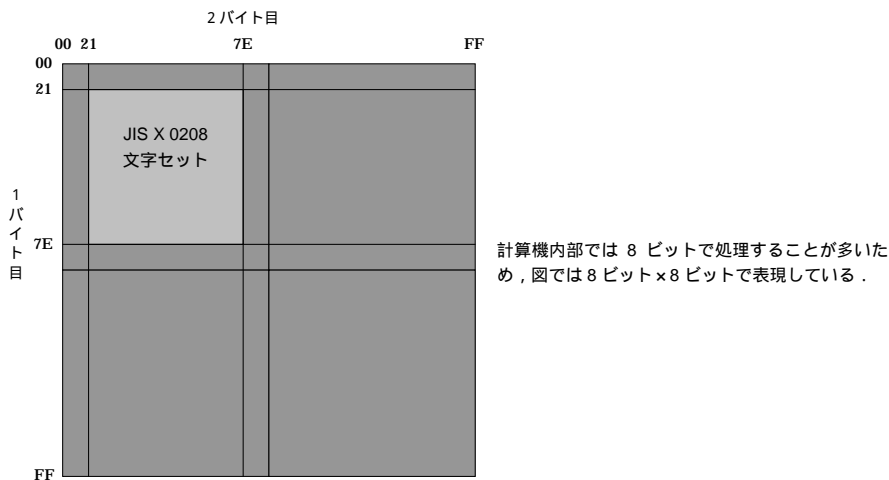 2 バイト目
00 21 7E FF
00
21
JIS X 0208
文字セット
1バイト目
7E
計算機内部では 8 ビットで処理することが多いた
め , 図では 8 ビット×8 ビットで表現している .
FF